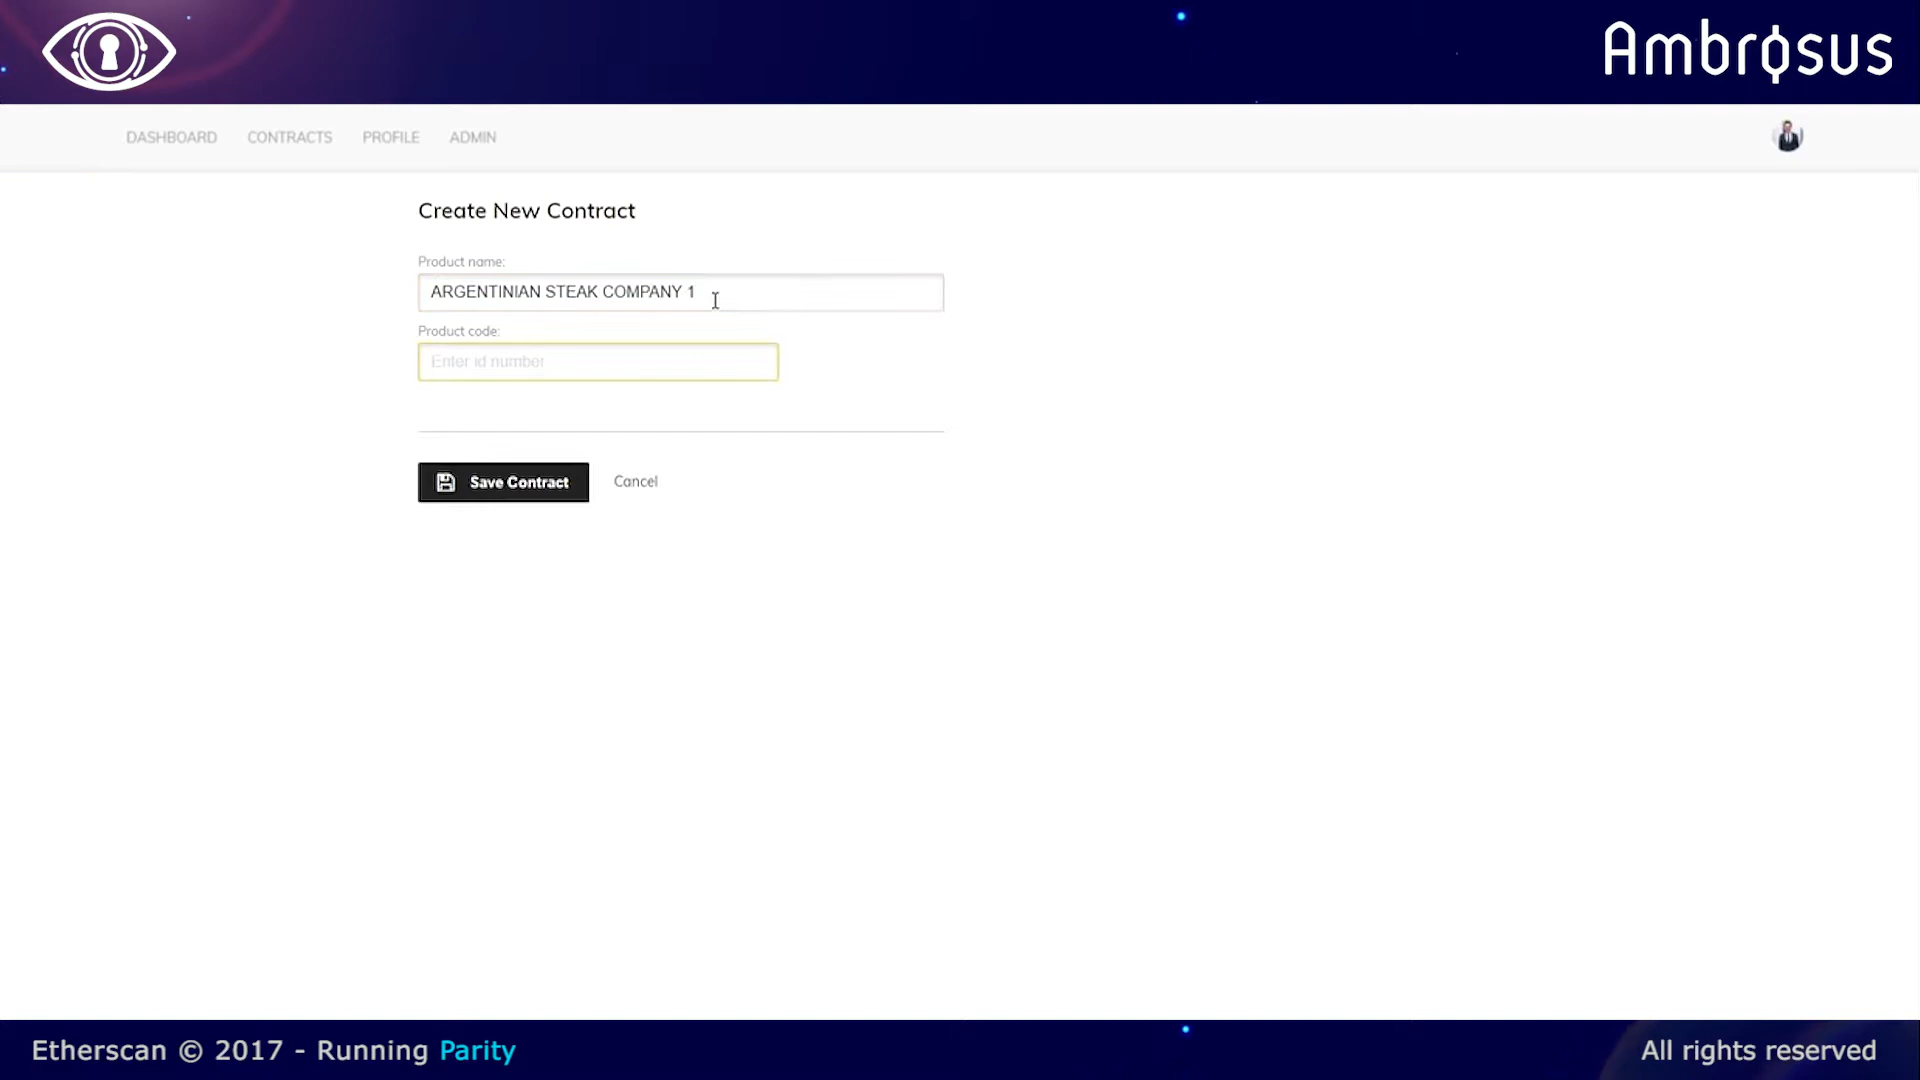 Ambrosus
DASHBOARD CONTRACTS PROFILE ADMIN
Create New Contract
Product name:
ARGENTINIAN STEAK COMPANY 1
Product code:
Enter id number
Save Contract Cancel
Etherscan © 2017 - Running Parity
All rights reserved